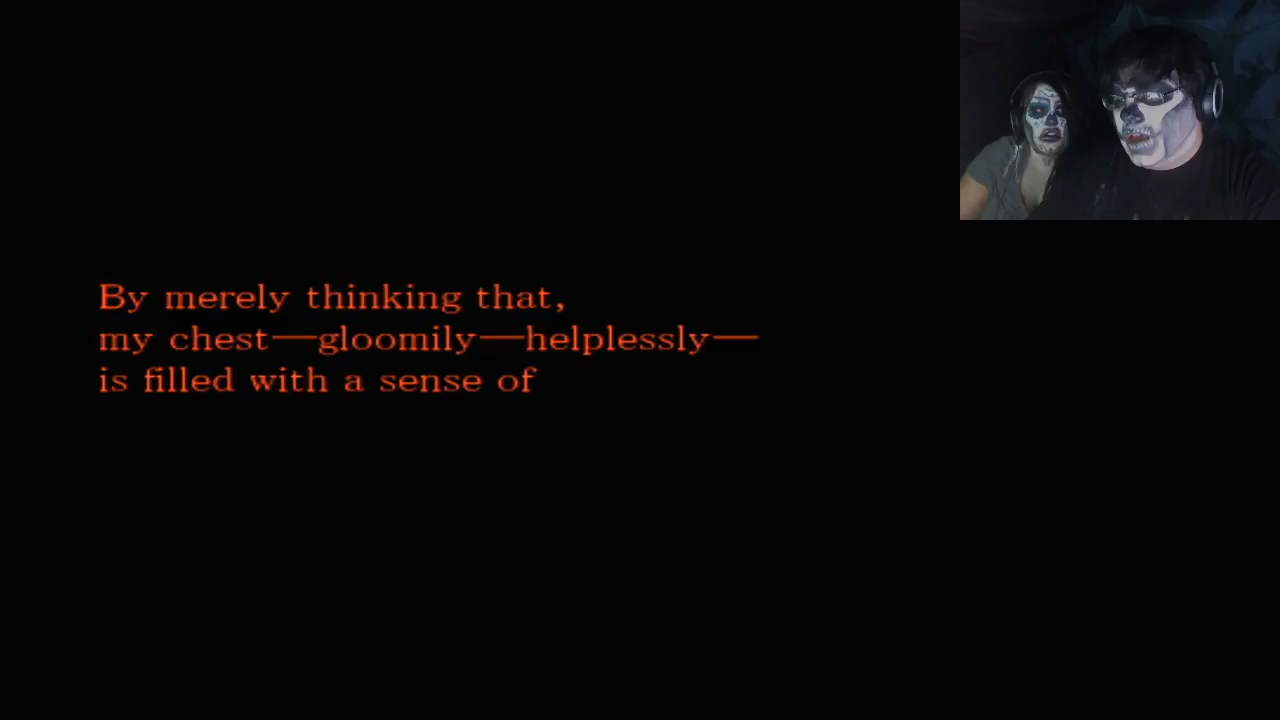 By merely thinking that,
my chest──gloomily──helplessly──
is filled with a sense of